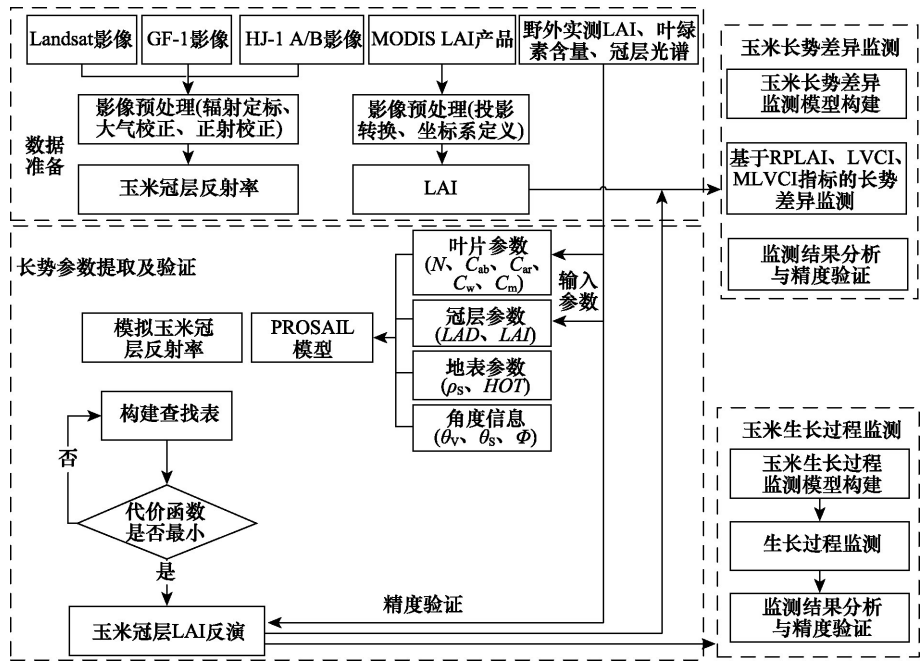 Landsat影像
GF-1影像
HJ-1 A/B影像
MODIS LAI产品
野外实测LAI、叶绿
素含量、冠层光谱
影像预处理(辐射定标、
大气校正、正射校正)
影像预处理(投影
转换、坐标系定义)
数据
准备
玉米冠层反射率
LAI
玉米长势差异监测
玉米长势差异
监测模型构建
基于RPLAI、LVCI、
MLVCI指标的长势
差异监测
监测结果分析
与精度验证
长势参数提取及验证
叶片参数
(N、Cab、Car、
Cw、Cm)
输入
参数
冠层参数
(LAD、LAI)
模拟玉米冠
层反射率
PROSAIL
模型
地表参数
(ρS、HOT)
角度信息
(θV、θS、Φ)
构建查找表
否
代价函数
是否最小
是
精度验证
玉米冠层LAI反演
玉米生长过程监测
玉米生长过程
监测模型构建
生长过程监测
监测结果分析
与精度验证